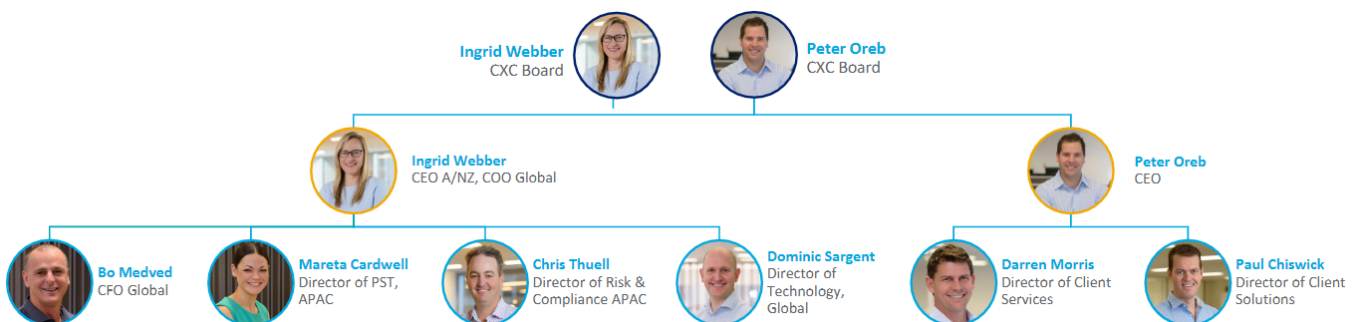 Ingrid Webber
CXC Board
Peter Oreb
CXC Board
Ingrid Webber
CEO A/NZ, COO Global
Peter Oreb
CEO
Bo Medved
CFO Global
Mareta Cardwell
Director of PST,
APAC
Chris Thuell
Director of Risk &
Compliance APAC
Dominic Sargent
Director of
Technology,
Global
Darren Morris
Director of Client
Services
Paul Chiswick
Director of Client
Solutions